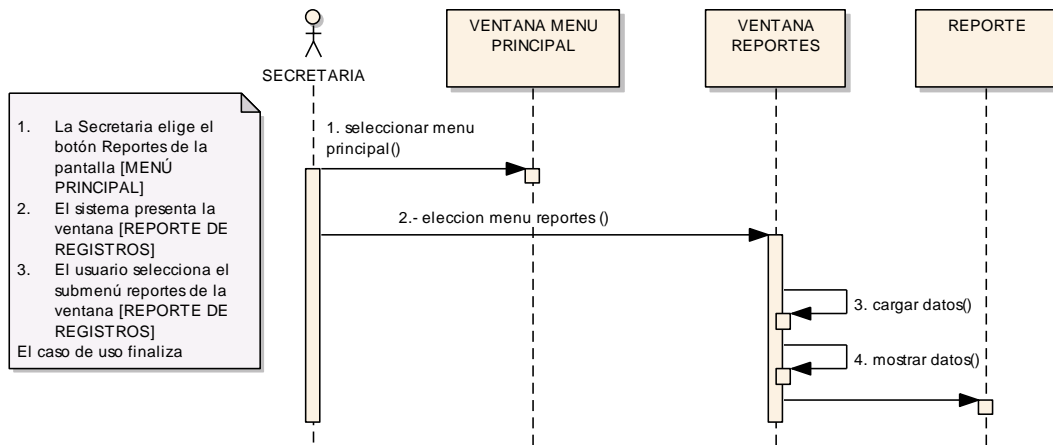 VENTANA MENU
PRINCIPAL
VENTANA
REPORTES
REPORTE
SECRETARIA
1. La Secretaria elige el
botón Reportes de la
pantalla [MENÚ
PRINCIPAL]
2. El sistema presenta la
ventana [REPORTE DE
REGISTROS]
3. El usuario selecciona el
submenú reportes de la
ventana [REPORTE DE
REGISTROS]
El caso de uso finaliza
1. seleccionar menu
principal()
2.- eleccion menu reportes ()
3. cargar datos()
4. mostrar datos()